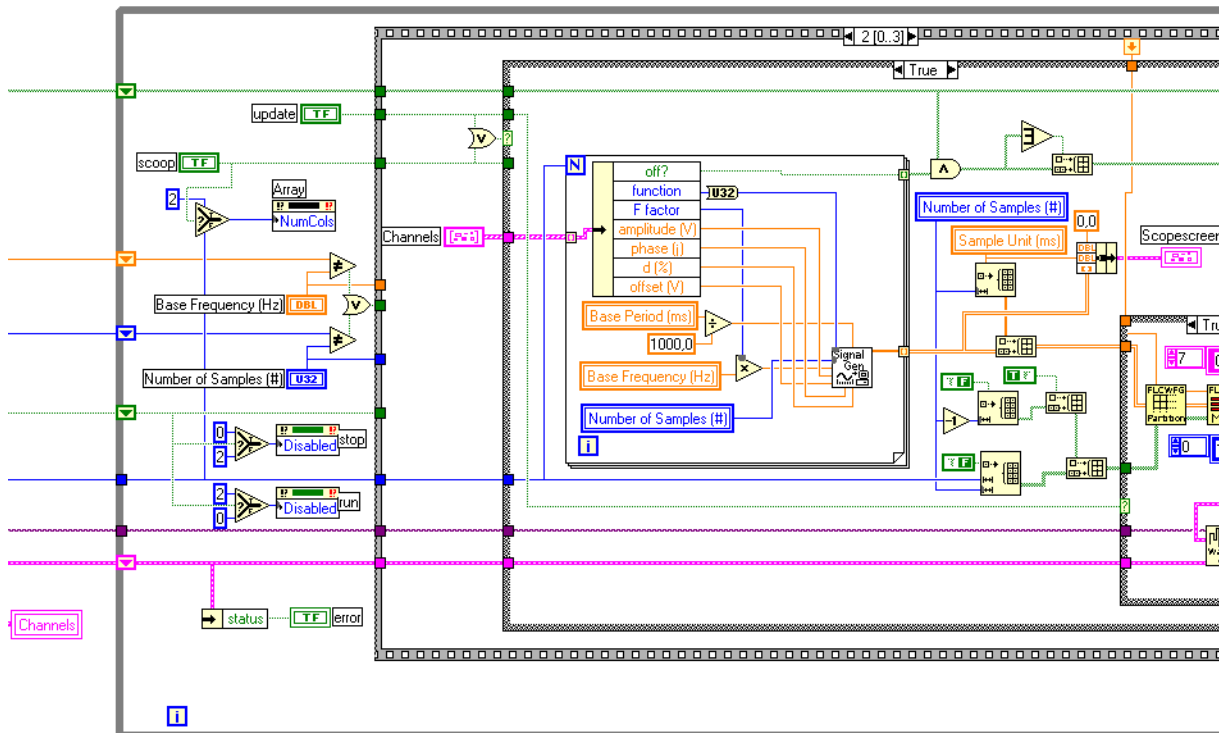 2 [0..3]
True
update
TF
scoop
TF
2
Array
NumCols
Channels
Base Frequency (Hz)
DBL
Number of Samples (#)
U32
0
2
Disabled
stop
2
0
Disabled
run
status
TF
error
Channels
i
N
off?
function
F factor
amplitude (V)
phase (¡)
d (%)
offset (V)
U32
Base Period (ms)
1000,0
Base Frequency (Hz)
Number of Samples (#)
i
Signal
Gen
Number of Samples (#)
Sample Unit (ms)
0,0
DBL
DBL
Scopescreen
F
T
-1
F
Tru
7
FLCWFG
Partition
FL
M
0